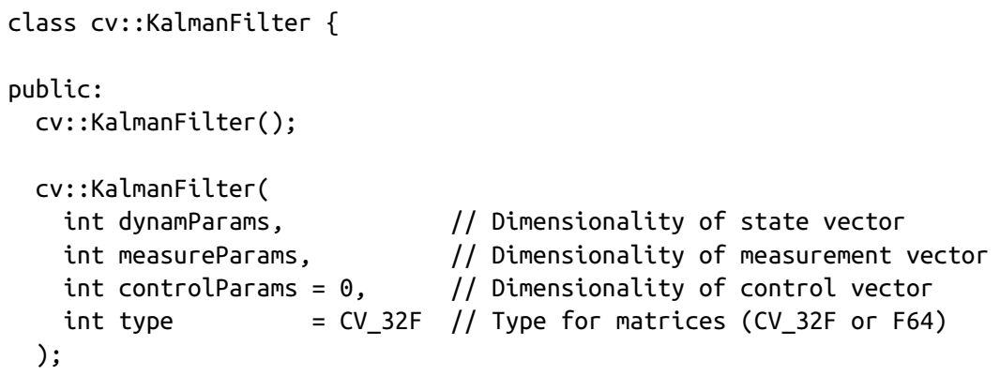 class cv::KalmanFilter {
public:
cv::KalmanFilter();
cv::KalmanFilter(
int dynamParams, // Dimensionality of state vector
int measureParams, // Dimensionality of measurement vector
int controlParams = 0, // Dimensionality of control vector
int type = CV_32F // Type for matrices (CV_32F or F64)
);